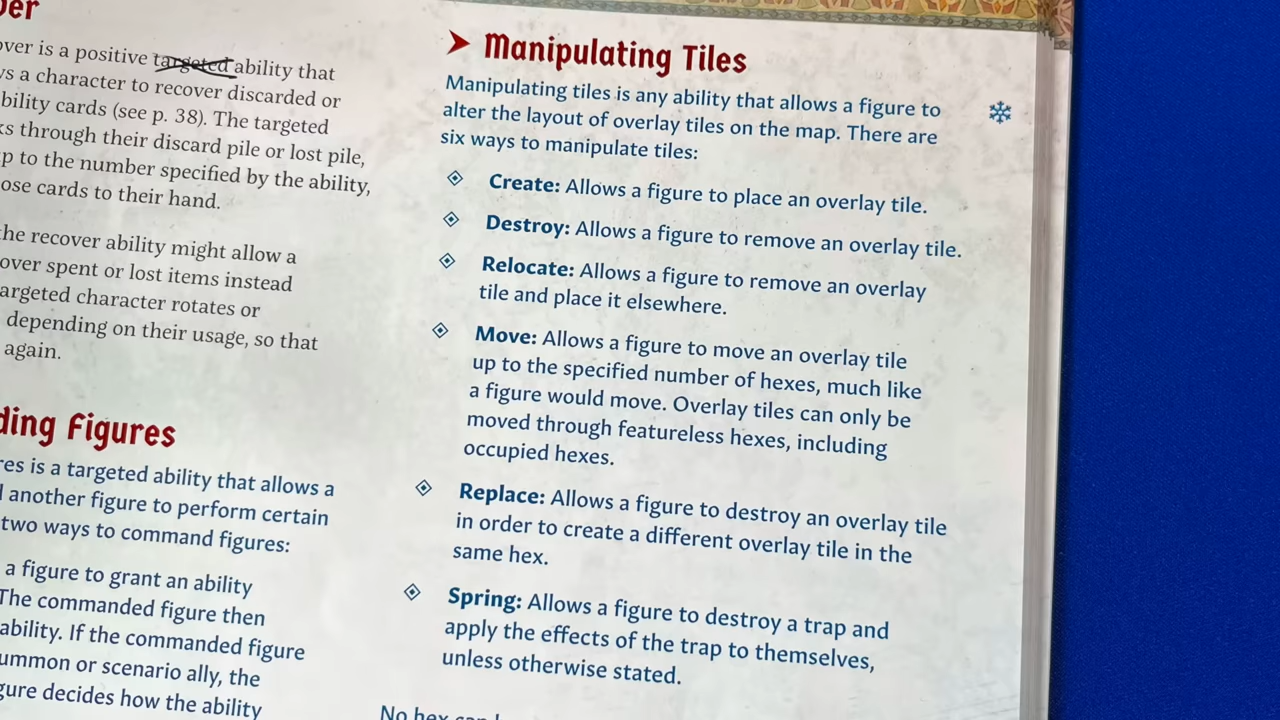 over is a positive targeted ability that
a character to recover discarded or
ability cards (see p. 38). The targeted
through their discard pile or lost pile,
up to the number specified by the ability,
those cards to their hand.
the recover ability might allow a
spent or lost items instead
targeted character rotates or
depending on their usage, so that
again.
ding Figures
is a targeted ability that allows a
another figure to perform certain
two ways to command figures:
a figure to grant an ability
The commanded figure then
ability. If the commanded figure
summon or scenario ally, the
figure decides how the ability
Manipulating Tiles
Manipulating tiles is any ability that allows a figure to
alter the layout of overlay tiles on the map. There are
six ways to manipulate tiles:
Create: Allows a figure to place an overlay tile.
Destroy: Allows a figure to remove an overlay tile.
Relocate: Allows a figure to remove an overlay
tile and place it elsewhere.
Move: Allows a figure to move an overlay tile
up to the specified number of hexes, much like
a figure would move. Overlay tiles can only be
moved through featureless hexes, including
occupied hexes.
Replace: Allows a figure to destroy an overlay tile
in order to create a different overlay tile in the
same hex.
Spring: Allows a figure to destroy a trap and
apply the effects of the trap to themselves,
unless otherwise stated.
No hex can